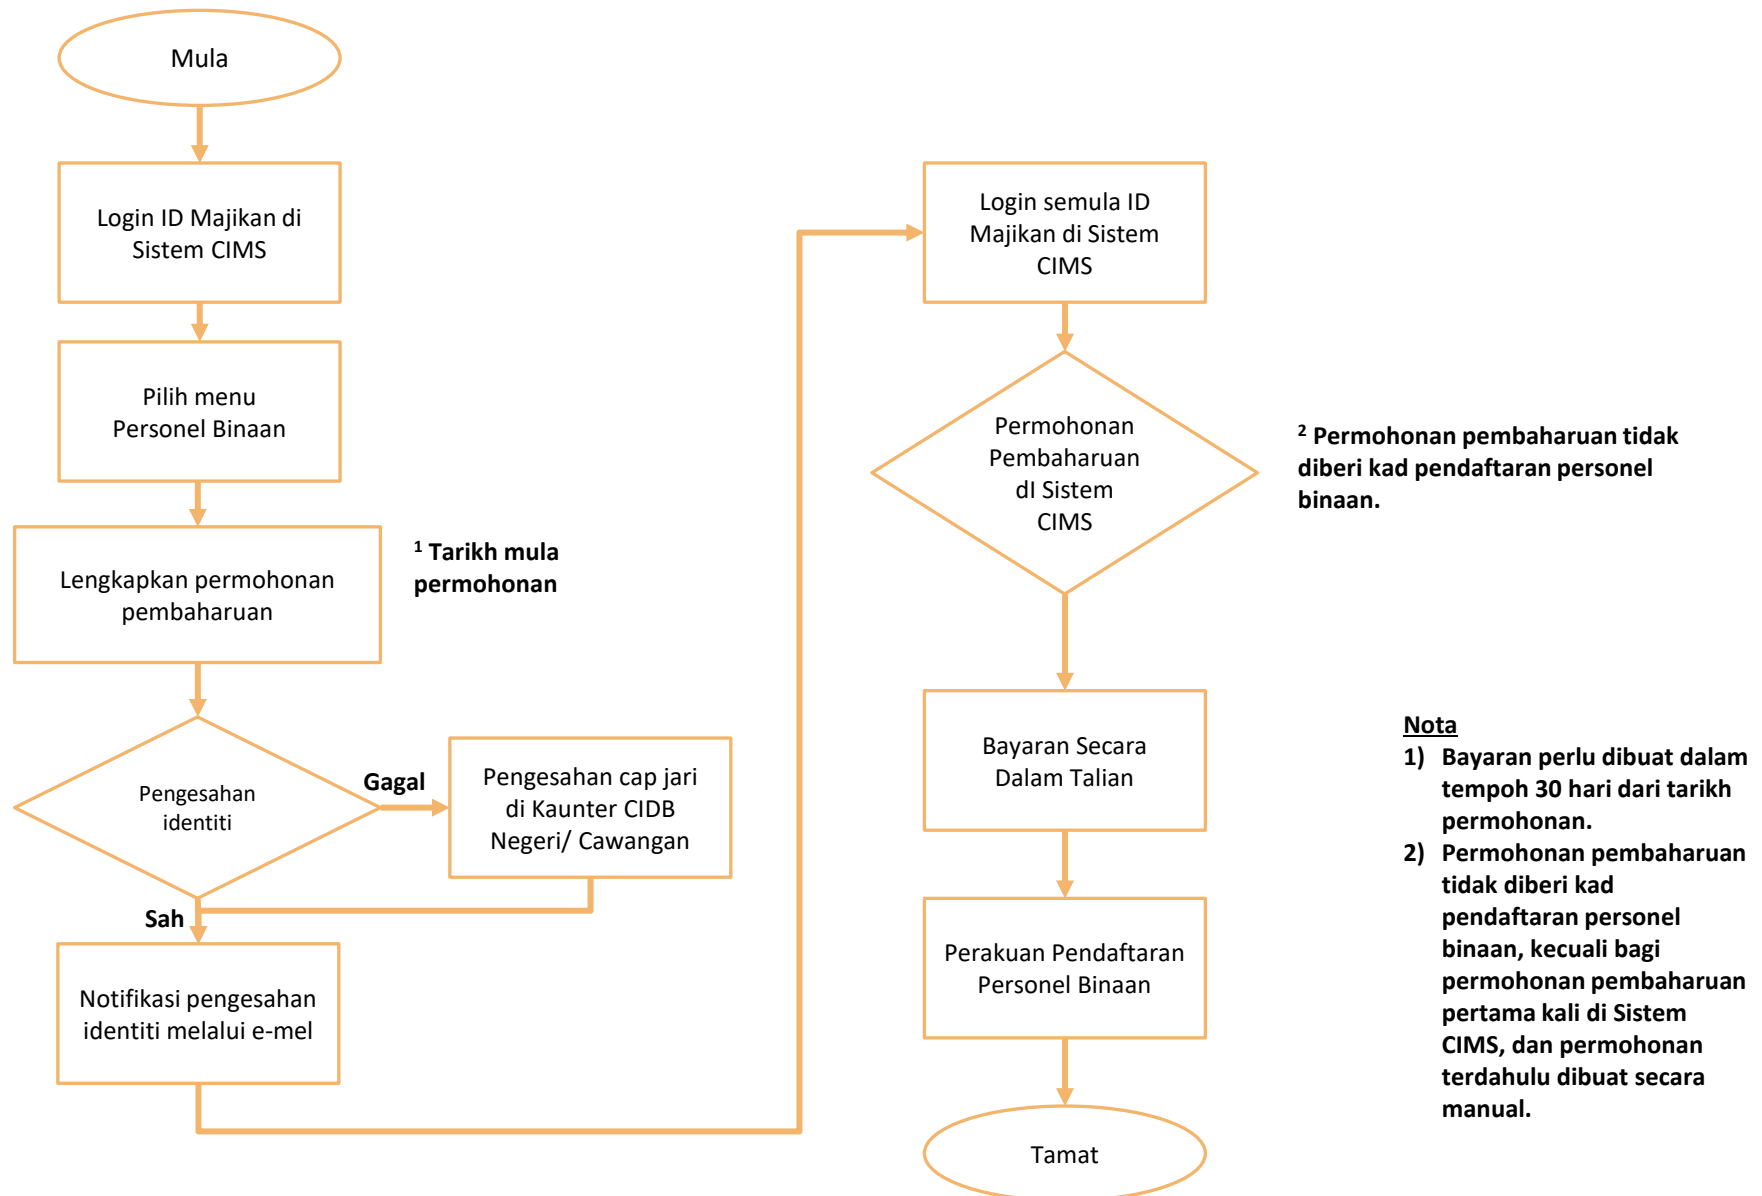 Mula
Login ID Majikan di
Sistem CIMS
Pilih menu
Personel Binaan
Lengkapkan permohonan
pembaharuan
¹ Tarikh mula
permohonan
Pengesahan
identiti
Gagal
Pengesahan cap jari
di Kaunter CIDB
Negeri/ Cawangan
Sah
Notifikasi pengesahan
identiti melalui e-mel
Login semula ID
Majikan di Sistem
CIMS
Permohonan
Pembaharuan
dI Sistem
CIMS
² Permohonan pembaharuan tidak
diberi kad pendaftaran personel
binaan.
Bayaran Secara
Dalam Talian
Perakuan Pendaftaran
Personel Binaan
Tamat
Nota
1) Bayaran perlu dibuat dalam
tempoh 30 hari dari tarikh
permohonan.
2) Permohonan pembaharuan
tidak diberi kad
pendaftaran personel
binaan, kecuali bagi
permohonan pembaharuan
pertama kali di Sistem
CIMS, dan permohonan
terdahulu dibuat secara
manual.